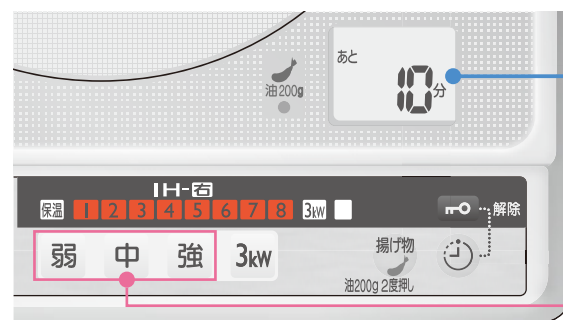 あと
10分
油200g
IH-右
保温 1 2 3 4 5 6 7 8 3kW
解除
弱 中 強 3kW
揚げ物
油200g 2度押し